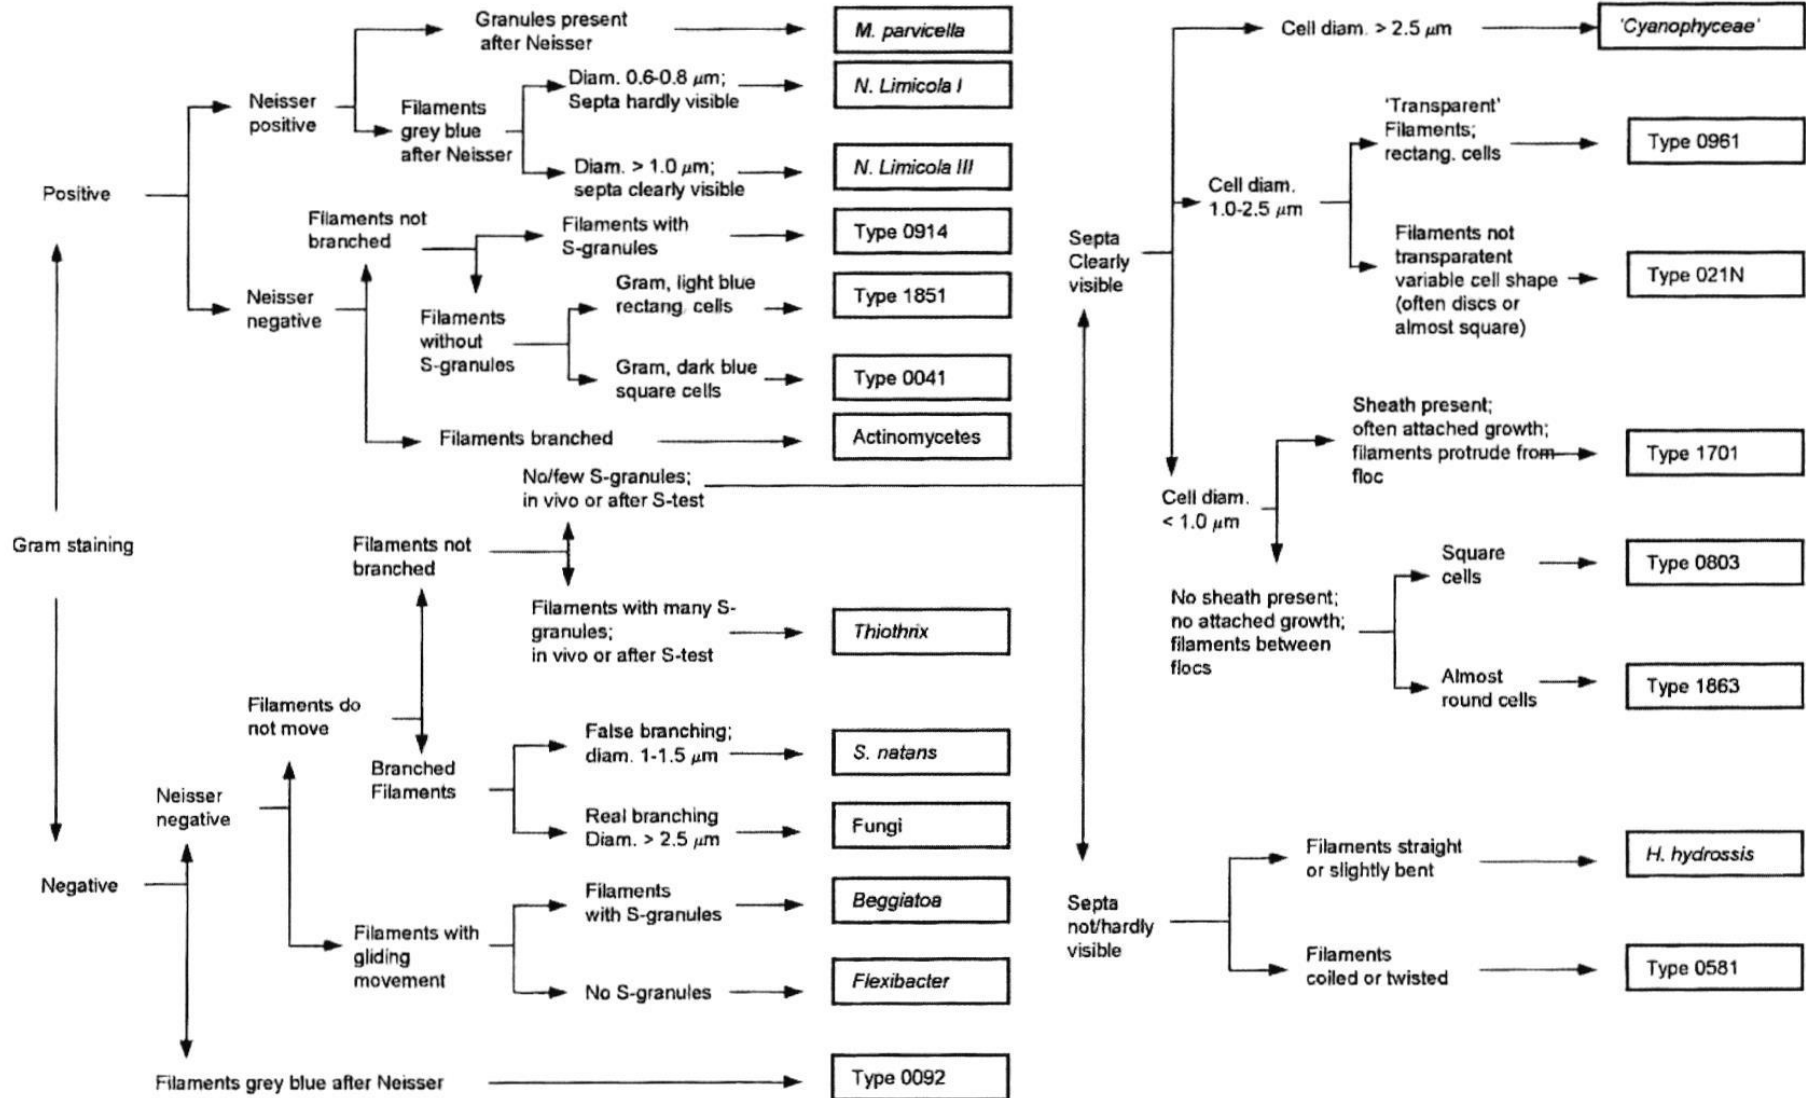 Granules present
after Neisser
M. parvicella
Neisser
positive
Filaments
grey blue
after Neisser
Diam. 0.6-0.8 μm;
Septa hardly visible
N. Limicola I
Diam. > 1.0 μm;
septa clearly visible
N. Limicola III
Positive
Filaments not
branched
Filaments with
S-granules
Type 0914
Neisser
negative
Filaments
without
S-granules
Gram, light blue
rectang. cells
Type 1851
Gram, dark blue
square cells
Type 0041
Filaments branched
Actinomycetes
Gram staining
No/few S-granules;
in vivo or after S-test
Filaments not
branched
Filaments with many S-
granules;
in vivo or after S-test
Thiothrix
Filaments do
not move
Branched
Filaments
False branching;
diam. 1-1.5 μm
S. natans
Real branching
Diam. > 2.5 μm
Fungi
Neisser
negative
Negative
Filaments with
gliding
movement
Filaments
with S-granules
Beggiatoa
No S-granules
Flexibacter
Filaments grey blue after Neisser
Type 0092
Septa
Clearly
visible
Cell diam. > 2.5 μm
'Cyanophyceae'
Cell diam.
1.0-2.5 μm
'Transparent'
Filaments;
rectang. cells
Type 0961
Filaments not
transparatent
variable cell shape
(often discs or
almost square)
Type 021N
Cell diam.
< 1.0 μm
Sheath present;
often attached growth;
filaments protrude from
floc
Type 1701
No sheath present;
no attached growth;
filaments between
flocs
Square
cells
Type 0803
Almost
round cells
Type 1863
Septa
not/hardly
visible
Filaments straight
or slightly bent
H. hydrossis
Filaments
coiled or twisted
Type 0581